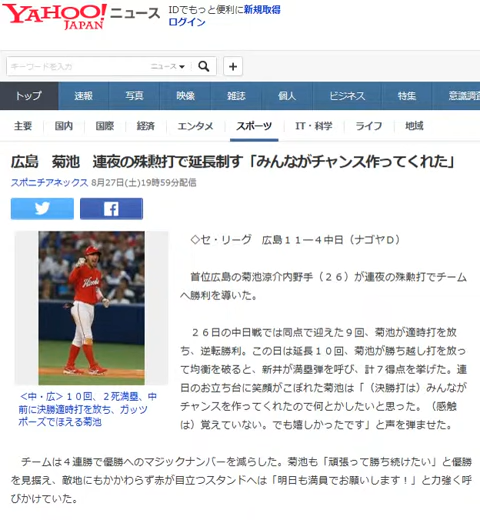 YAHOO! ニュース
JAPAN
IDでもっと便利に新規取得
ログイン
キーワードを入力
ニュース
トップ 速報 写真 映像 雑誌 個人 ビジネス 特集 意識調査
主要 国内 国際 経済 エンタメ スポーツ IT・科学 ライフ 地域
広島 菊池 連夜の殊勲打で延長制す「みんながチャンス作ってくれた」
スポニチアネックス 8月27日(土)19時59分配信
◇セ・リーグ 広島１１―４中日（ナゴヤＤ）
首位広島の菊池涼介内野手（２６）が連夜の殊勲打でチーム
へ勝利を導いた。
２６日の中日戦では同点で迎えた９回、菊池が適時打を放
ち、逆転勝利。この日は延長１０回、菊池が勝ち越し打を放っ
て均衡を破ると、新井が満塁弾を呼び、計７得点を挙げた。連
日のお立ち台に笑顔がこぼれた菊池は「（決勝打は）みんなが
チャンスを作ってくれたので何とかしたいと思った。（感触
は）覚えていない。でも嬉しかったです」と声を弾ませた。
＜中・広＞１０回、２死満塁、中
前に決勝適時打を放ち、ガッツ
ポーズでほえる菊池
チームは４連勝で優勝へのマジックナンバーを減らした。菊池も「頑張って勝ち続けたい」と優勝
を見据え、敵地にもかかわらず赤が目立つスタンドへは「明日も満員でお願いします！」と力強く呼
びかけていた。